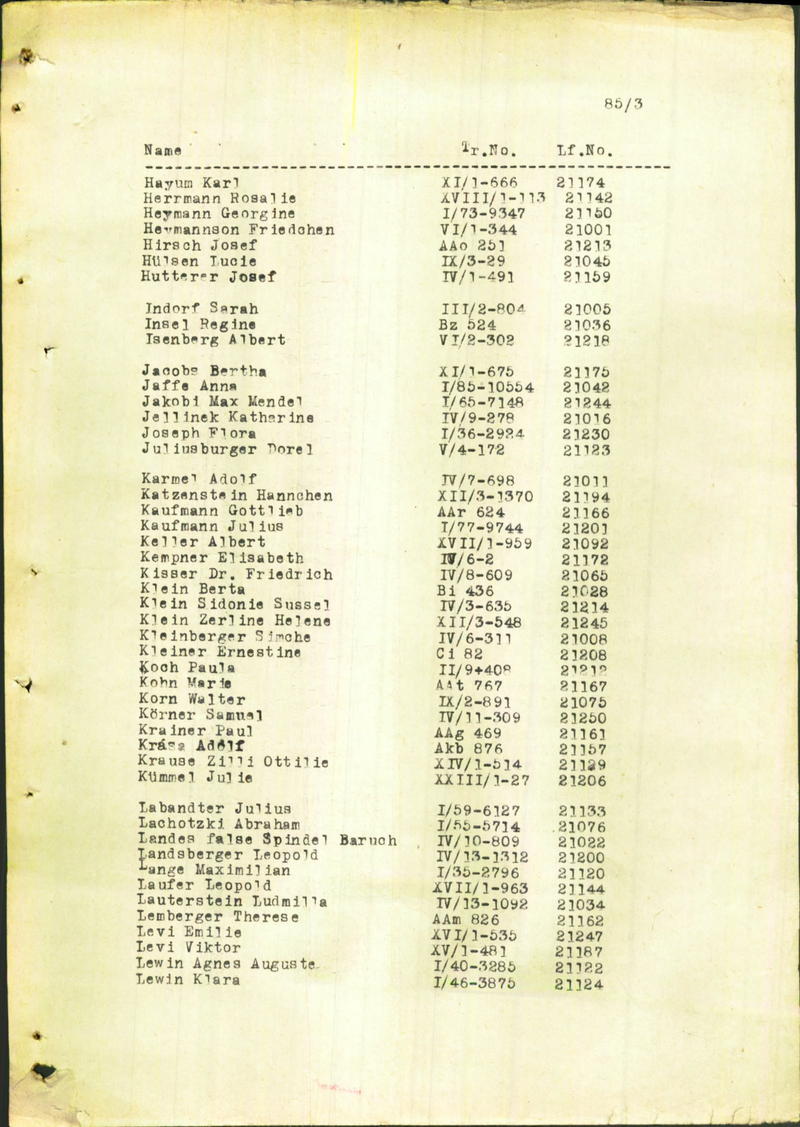 85/3
Name Tr.No. Lf.No.
Hayum Karl XI/1-666 21174
Herrmann Rosalie XVIII/1-113 21142
Heymann Georgine I/73-9347 21150
Hermannson Friedchen VI/1-344 21001
Hirsch Josef AAo 251 21213
Hülsen Lucie IX/3-29 21045
Hutterer Josef IV/1-491 21159
Indorf Sarah III/2-804 21005
Insel Regine Bz 524 21036
Isenberg Albert VI/2-302 21218
Jacobs Bertha XI/1-675 21175
Jaffe Anna I/85-10554 21042
Jakobi Max Mendel I/65-7148 21244
Jellinek Katharine IV/9-278 21016
Joseph Flora I/36-2924 21230
Juliusburger Dorel V/4-172 21123
Karmel Adolf IV/7-698 21011
Katzenstein Hannchen XII/3-1370 21194
Kaufmann Gottlieb AAr 624 21166
Kaufmann Julius I/77-9744 21201
Keller Albert XVII/1-959 21092
Kempner Elisabeth IV/6-2 21172
Kisser Dr. Friedrich IV/8-609 21065
Klein Berta Bi 436 21028
Klein Sidonie Sussel IV/3-635 21214
Klein Zerline Helene XII/3-548 21245
Kleinberger Simche IV/6-311 21008
Kleiner Ernestine Ci 82 21208
Koch Paula II/9+408
Kohn Marie AAt 767 21167
Korn Walter IX/2-891 21075
Körner Samuel IV/11-309 21250
Krainer Paul AAg 469 21161
Krása Adolf Akb 876 21157
Krause Zilli Ottilie XIV/1-514 21129
Kümmel Julie XXIII/1-27 21206
Labandter Julius I/59-6127 21133
Lachotzki Abraham I/55-5714 21076
Landes false Spindel Baruch IV/10-809 21022
Landsberger Leopold IV/13-1312 21200
Lange Maximilian I/35-2796 21120
Laufer Leopold XVII/1-963 21144
Lauterstein Ludmilla IV/13-1092 21034
Lemberger Therese AAm 826 21162
Levi Emilie XVI/1-535 21247
Levi Viktor XV/1-481 21187
Lewin Agnes Auguste I/40-3285 21122
Lewin Klara I/46-3875 21124